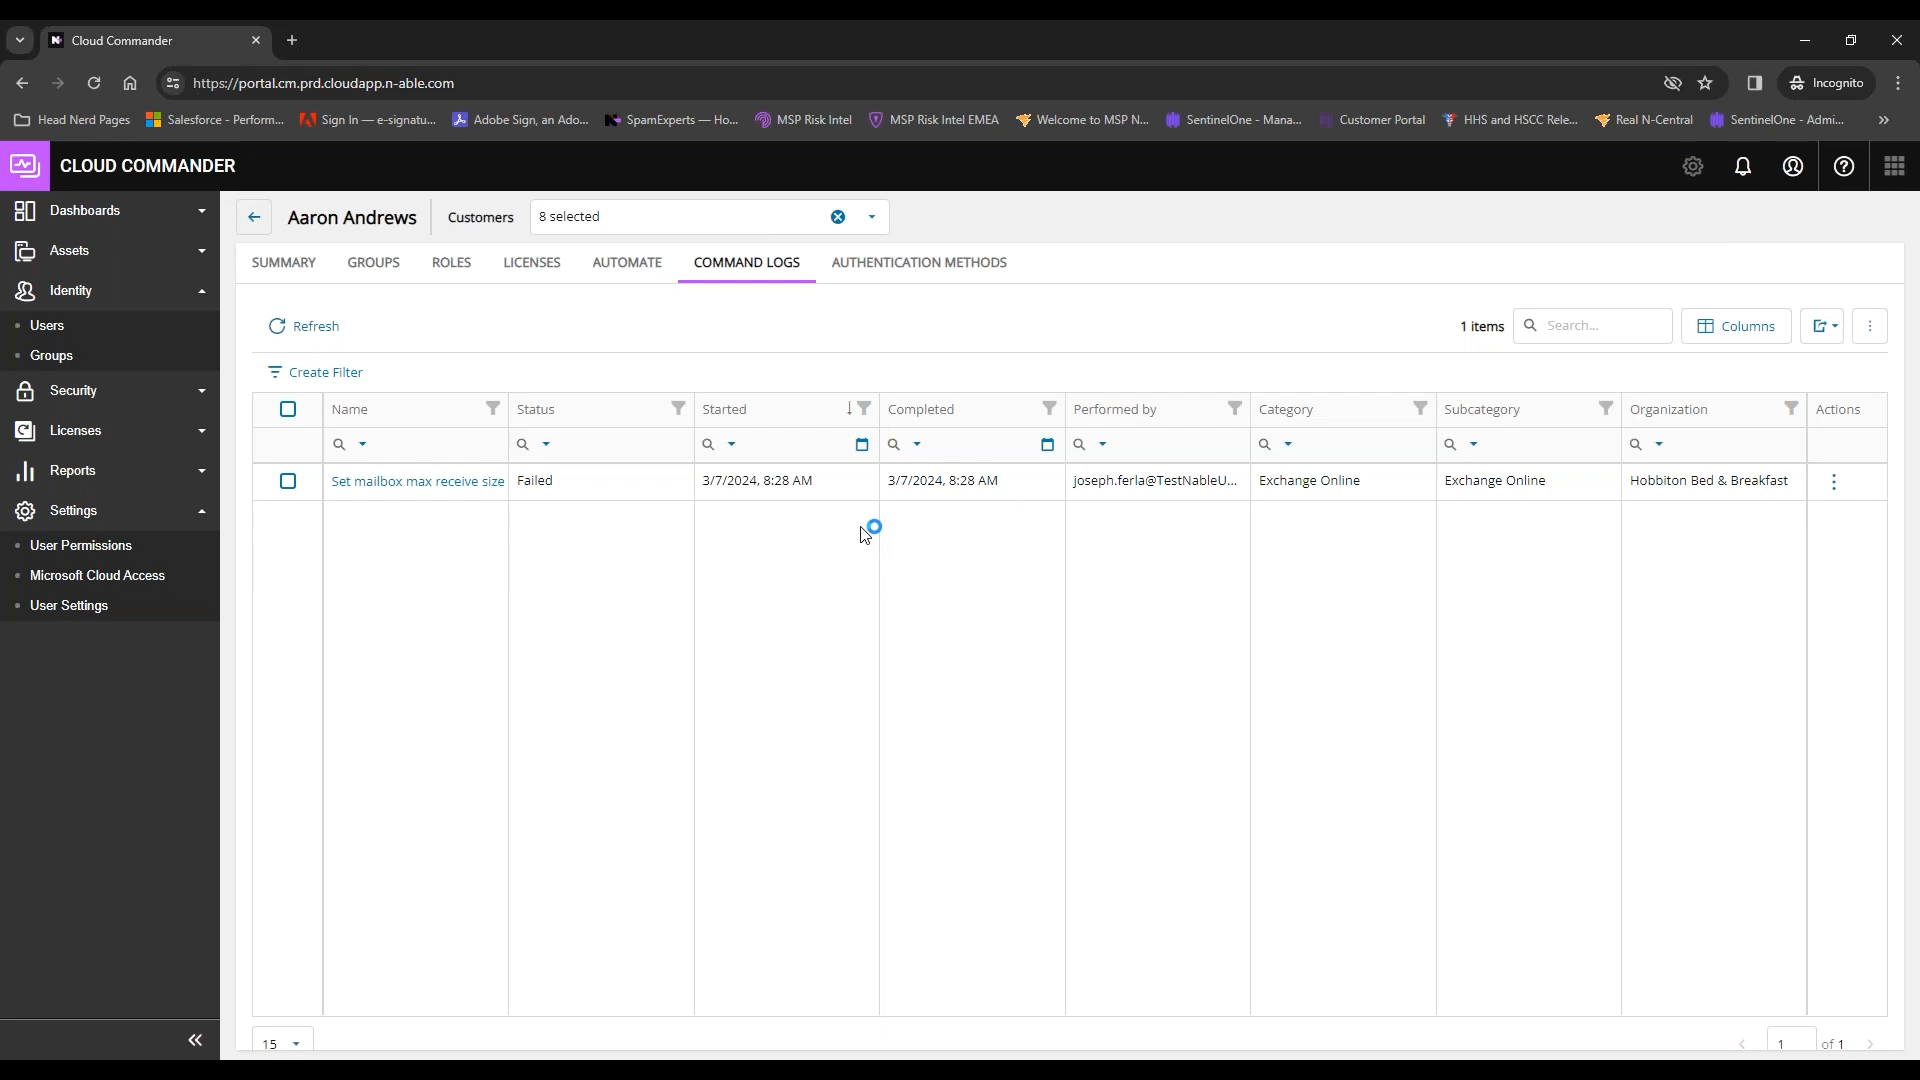 Cloud Commander
https://portal.cm.prd.cloudapp.n-able.com
Incognito
Head Nerd Pages
Salesforce - Perform...
Sign In — e-signatu...
Adobe Sign, an Ado...
SpamExperts — Ho...
MSP Risk Intel
MSP Risk Intel EMEA
Welcome to MSP N...
SentinelOne - Mana...
Customer Portal
HHS and HSCC Rele...
Real N-Central
SentinelOne - Admi...
CLOUD COMMANDER
Dashboards
Assets
Identity
Users
Groups
Security
Licenses
Reports
Settings
User Permissions
Microsoft Cloud Access
User Settings
Aaron Andrews
Customers
8 selected
SUMMARY
GROUPS
ROLES
LICENSES
AUTOMATE
COMMAND LOGS
AUTHENTICATION METHODS
Refresh
1 items
Search...
Columns
Create Filter
Name
Status
Started
Completed
Performed by
Category
Subcategory
Organization
Actions
Set mailbox max receive size
Failed
3/7/2024, 8:28 AM
3/7/2024, 8:28 AM
joseph.ferla@TestNableU...
Exchange Online
Exchange Online
Hobbiton Bed & Breakfast
15
1
of 1